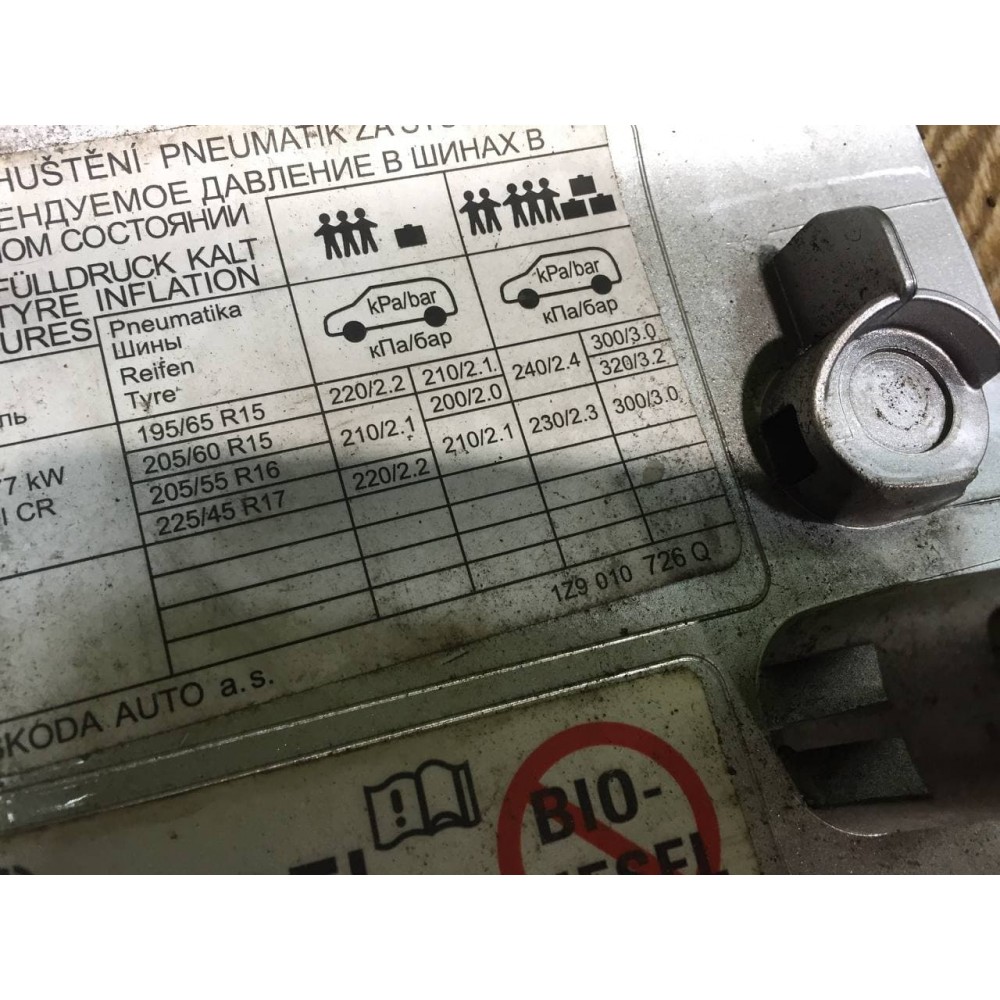 HUŠTĚNÍ PNEUMATIK ZA
ЕНДУЕМОЕ ДАВЛЕНИЕ В ШИНАХ В
НОМ СОСТОЯНИИ
FÜLLDRUCK KALT
TYRE INFLATION
URES
Pneumatika
Шины
Reifen
Tyre
kPa/bar
кПа/бар
kPa/bar
кПа/бар
195/65 R15 220/2.2 210/2.1 240/2.4 300/3.0
205/60 R15 210/2.1 200/2.0 230/2.3 320/3.2
205/55 R16 210/2.1 300/3.0
225/45 R17 220/2.2
7 kW
I CR
1Z9 010 726 Q
ŠKODA AUTO a.s.
!
BIO-
DIESEL